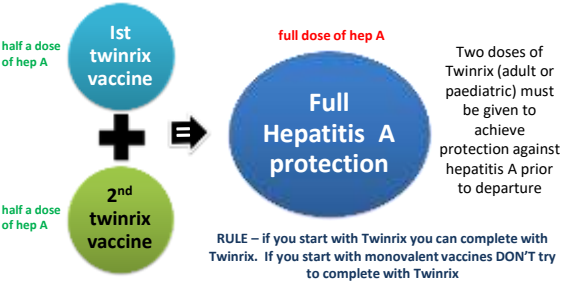 half a dose
of hep A
Ist
twinrix
vaccine
half a dose
of hep A
2nd
twinrix
vaccine
full dose of hep A
Full
Hepatitis A
protection
Two doses of
Twinrix (adult or
paediatric) must
be given to
achieve
protection against
hepatitis A prior
to departure
RULE – if you start with Twinrix you can complete with
Twinrix. If you start with monovalent vaccines DON'T try
to complete with Twinrix